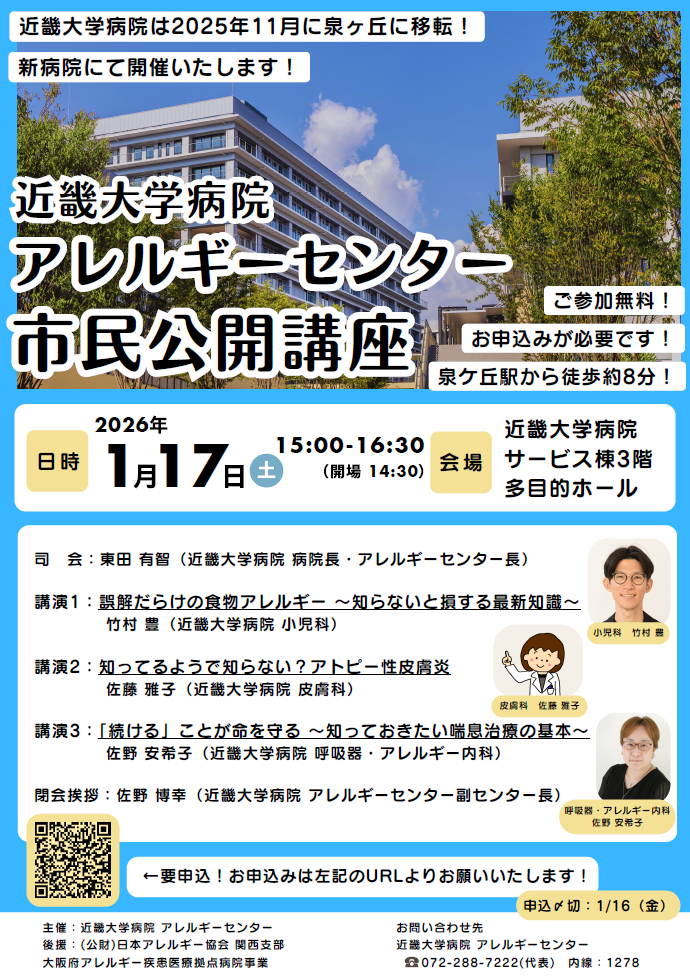 近畿大学病院は2025年11月に泉ヶ丘に移転！
新病院にて開催いたします！
近畿大学病院
アレルギーセンター
市民公開講座
ご参加無料！
お申込みが必要です！
泉ケ丘駅から徒歩約8分！
日時
2026年
1月17日 土
15:00-16:30
(開場 14:30)
会場
近畿大学病院
サービス棟3階
多目的ホール
司　会：東田 有智（近畿大学病院 病院長・アレルギーセンター長）
講演1：誤解だらけの食物アレルギー ～知らないと損する最新知識～
竹村 豊（近畿大学病院 小児科）
小児科　竹村 豊
講演2：知ってるようで知らない？アトピー性皮膚炎
佐藤 雅子（近畿大学病院 皮膚科）
皮膚科　佐藤 雅子
講演3：「続ける」ことが命を守る ～知っておきたい喘息治療の基本～
佐野 安希子（近畿大学病院 呼吸器・アレルギー内科）
呼吸器・アレルギー内科
佐野 安希子
閉会挨拶：佐野 博幸（近畿大学病院 アレルギーセンター副センター長）
←要申込！お申込みは左記のURLよりお願いいたします！
申込〆切：1/16（金）
主催：近畿大学病院 アレルギーセンター
後援：(公財)日本アレルギー協会 関西支部
大阪府アレルギー疾患医療拠点病院事業
お問い合わせ先
近畿大学病院 アレルギーセンター
☎072-288-7222(代表)　内線：1278